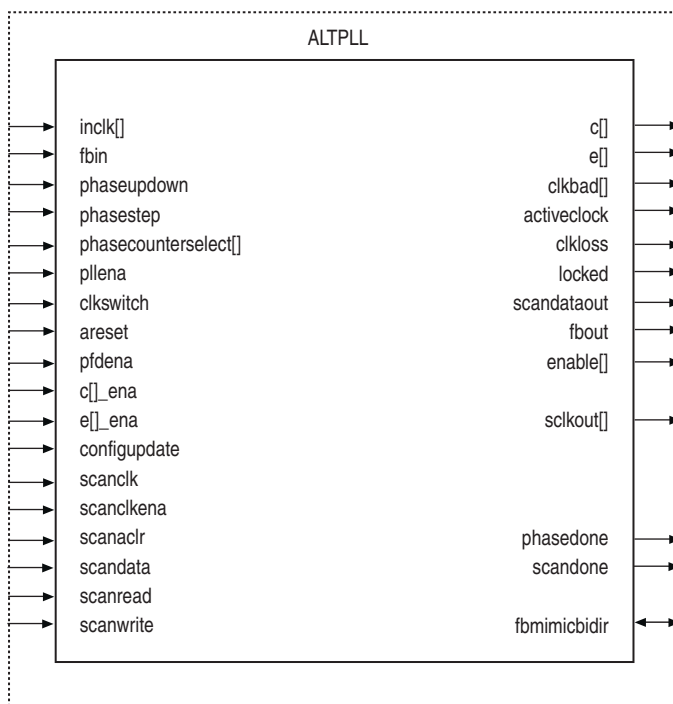 ALTPLL
inclk[]
fbin
phaseupdown
phasestep
phasecounterselect[]
pllena
clkswitch
areset
pfdena
c[]_ena
e[]_ena
configupdate
scanclk
scanclkena
scanaclr
scandata
scanread
scanwrite
c[]
e[]
clkbad[]
activeclock
clkloss
locked
scandataout
fbout
enable[]
sclkout[]
phasedone
scandone
fbmimicbidir